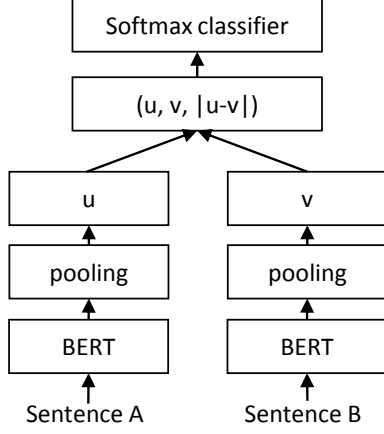 Softmax classifier
(u, v, |u-v|)
u
v
pooling
pooling
BERT
BERT
Sentence A
Sentence B